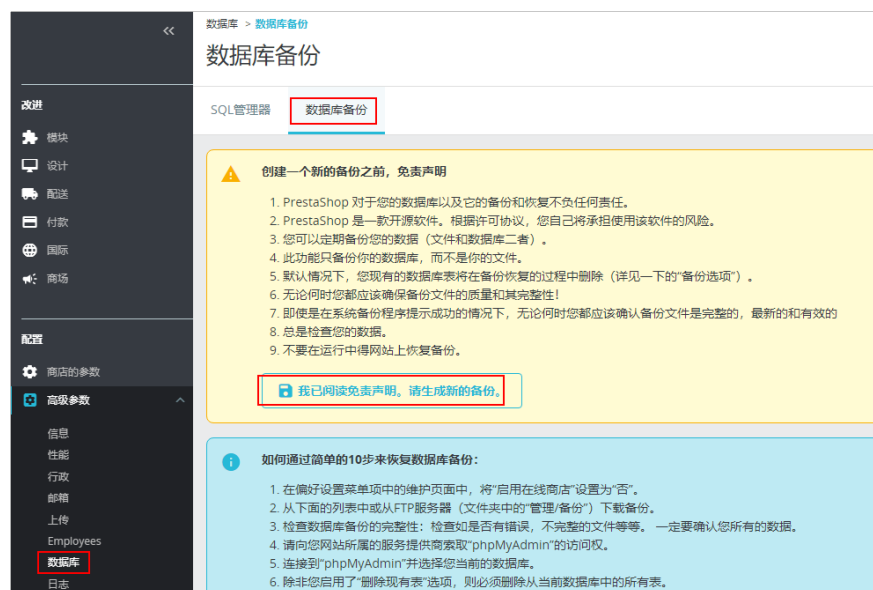 数据库 > 数据库备份
数据库备份
SQL管理器
数据库备份
改进
模块
设计
配送
付款
国际
商场
配置
商店的参数
高级参数
信息
性能
行政
邮箱
上传
Employees
数据库
日志
创建一个新的备份之前，免责声明
1. PrestaShop 对于您的数据库以及它的备份和恢复不负任何责任。
2. PrestaShop 是一款开源软件。根据许可协议，您自己将承担使用该软件的风险。
3. 您可以定期备份您的数据（文件和数据库二者）。
4. 此功能只备份你的数据库，而不是你的文件。
5. 默认情况下，您现有的数据库表将在备份恢复的过程中删除（详见一下的“备份选项”）。
6. 无论何时您都应该确保备份文件的质量和其完整性！
7. 即使是在系统备份程序提示成功的情况下，无论何时您都应该确认备份文件是完整的，最新的和有效的
8. 总是检查您的数据。
9. 不要在运行中得网站上恢复备份。
我已阅读免责声明。请生成新的备份。
如何通过简单的10步来恢复数据库备份：
1. 在偏好设置菜单项中的维护页面中，将“启用在线商店”设置为“否”。
2. 从下面的列表中或从FTP服务器（文件夹中的“管理/备份”）下载备份。
3. 检查数据库备份的完整性：检查如是否有错误，不完整的文件等等。 一定要确认您所有的数据。
4. 请向您网站所属的服务提供商索取“phpMyAdmin”的访问权。
5. 连接到“phpMyAdmin”并选择您当前的数据库。
6. 除非您启用了“删除现有表”选项，则必须删除从当前数据库中的所有表。